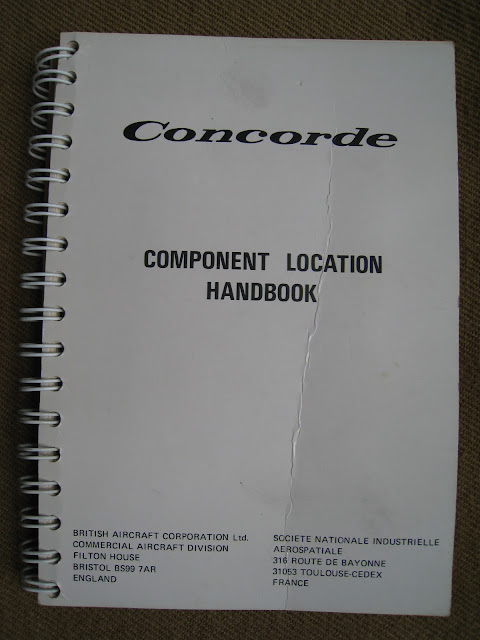 Concorde
COMPONENT LOCATION
HANDBOOK
BRITISH AIRCRAFT CORPORATION Ltd.
COMMERCIAL AIRCRAFT DIVISION
FILTON HOUSE
BRISTOL BS99 7AR
ENGLAND
SOCIETE NATIONALE INDUSTRIELLE
AEROSPATIALE
316 ROUTE DE BAYONNE
31053 TOULOUSE-CEDEX
FRANCE